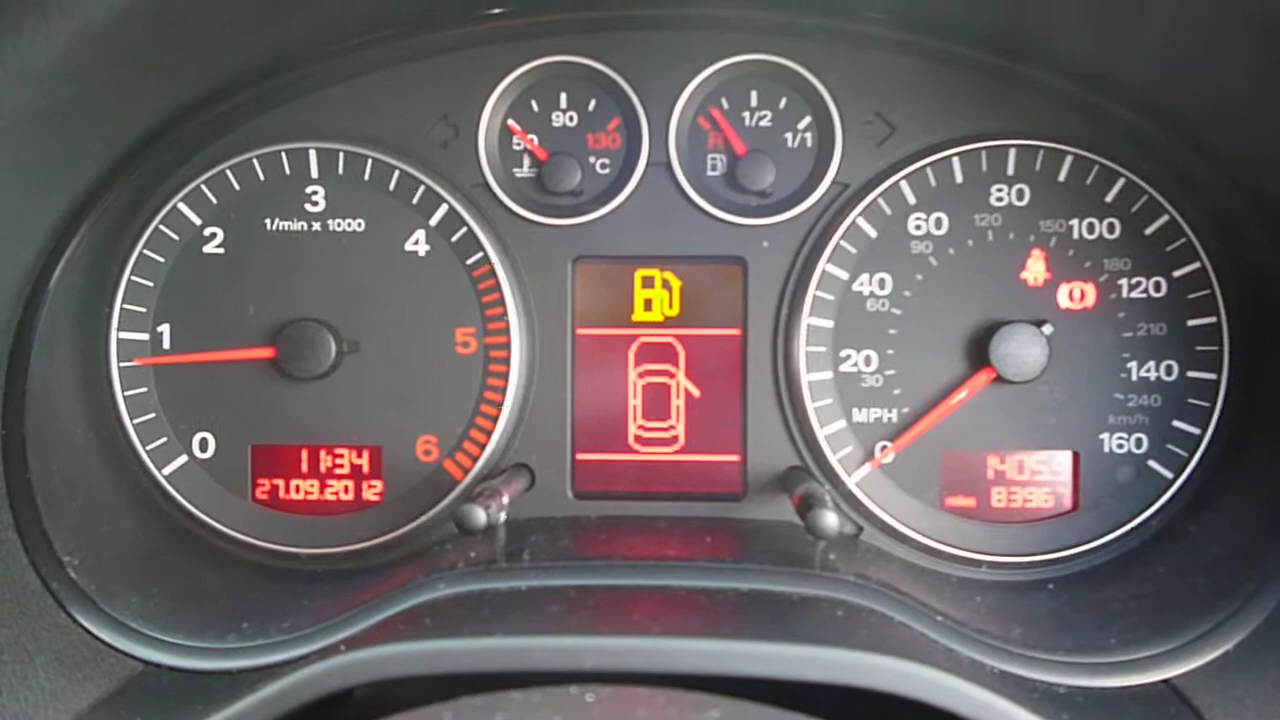 50 90 130
°C
R 1/2 1/1
0 1 2 3 4 5 6
1/min x 1000
11:34
27.09.2012
0 20 40 60 80 100 120 140 160
30 60 90 120 150 180 210 240
MPH
km/h
1405.9
miles 83967